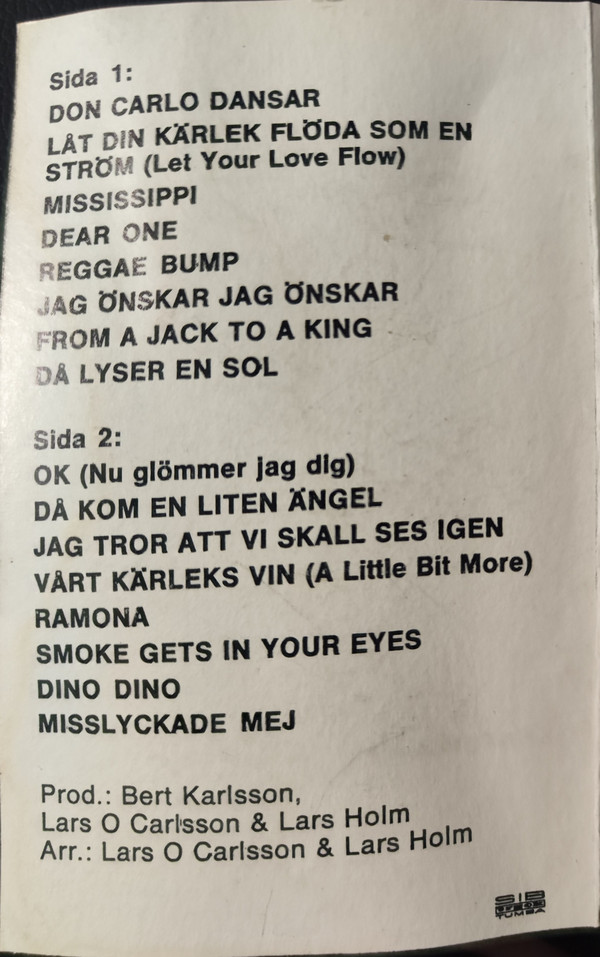 Sida 1:
DON CARLO DANSAR
LÅT DIN KÄRLEK FLÖDA SOM EN
STRÖM (Let Your Love Flow)
MISSISSIPPI
DEAR ONE
REGGAE BUMP
JAG ÖNSKAR JAG ÖNSKAR
FROM A JACK TO A KING
DÅ LYSER EN SOL
Sida 2:
OK (Nu glömmer jag dig)
DÅ KOM EN LITEN ÄNGEL
JAG TROR ATT VI SKALL SES IGEN
VÅRT KÄRLEKS VIN (A Little Bit More)
RAMONA
SMOKE GETS IN YOUR EYES
DINO DINO
MISSLYCKADE MEJ
Prod.: Bert Karlsson,
Lars O Carlsson & Lars Holm
Arr.: Lars O Carlsson & Lars Holm
SIB
TUMBA